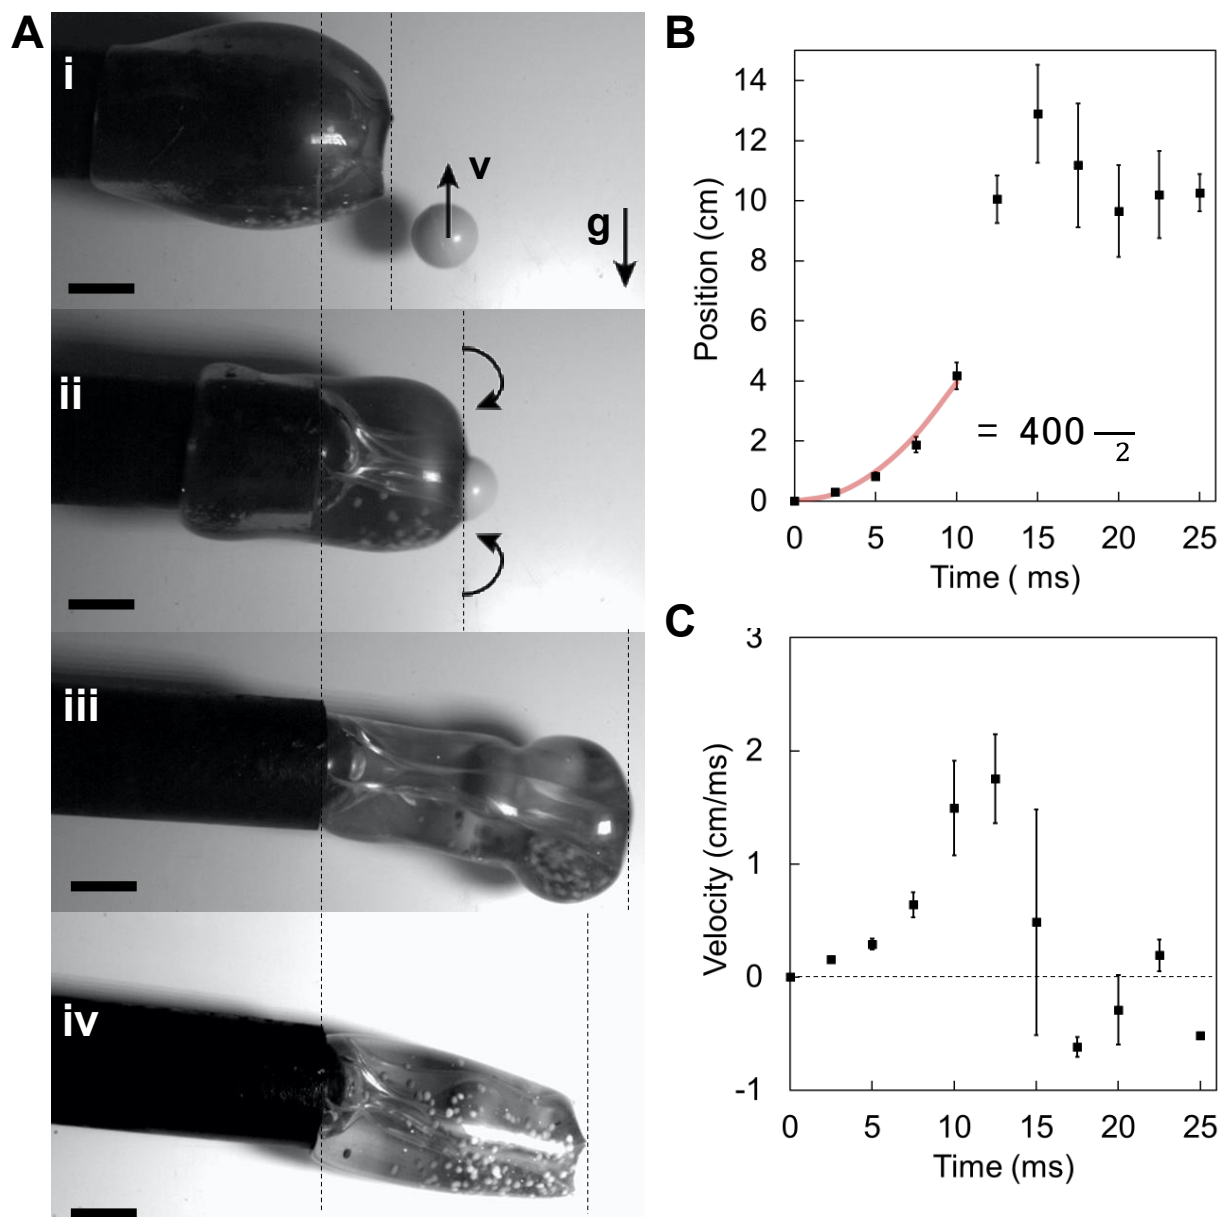 A
i
v
g
ii
iii
iv
B
14
12
10
8
6
4
2
0
Position (cm)
= 400 —
2
0 5 10 15 20 25
Time ( ms)
C
3
2
1
0
-1
Velocity (cm/ms)
0 5 10 15 20 25
Time (ms)